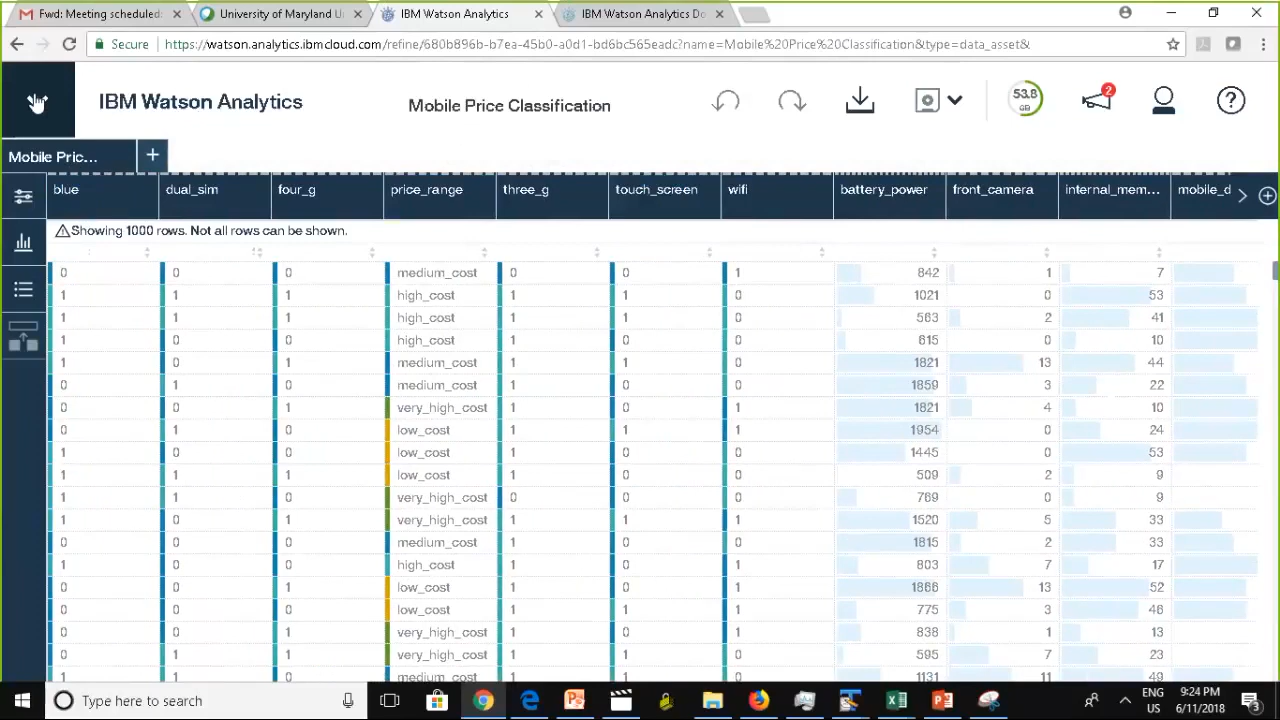 Fwd: Meeting scheduled: University of Maryland U IBM Watson Analytics IBM Watson Analytics Do
Secure https://watson.analytics.ibmcloud.com/refine/680b896b-b7ea-45b0-a0d1-bd6bc565eadc?name=Mobile%20Price%20Classification&type=data_asset&
IBM Watson Analytics Mobile Price Classification 53.8 GB 2 ?
Mobile Pric... +
blue dual_sim four_g price_range three_g touch_screen wifi battery_power front_camera internal_mem... mobile_d
Showing 1000 rows. Not all rows can be shown.
0 0 0 medium_cost 0 0 1 842 1 7
1 1 1 high_cost 1 1 0 1021 0 53
1 1 1 high_cost 1 1 0 563 2 41
1 0 0 high_cost 1 0 0 615 0 10
1 0 1 medium_cost 1 1 0 1821 13 44
0 1 0 medium_cost 1 0 0 1859 3 22
0 0 1 very_high_cost 1 0 1 1821 4 10
0 1 0 low_cost 1 1 1 1954 0 24
1 0 0 low_cost 1 0 0 1445 0 53
1 1 1 low_cost 1 0 0 509 2 9
1 1 0 very_high_cost 0 0 0 769 0 9
1 0 1 very_high_cost 1 1 0 1520 5 33
0 0 0 medium_cost 1 0 0 1815 2 33
1 0 0 high_cost 1 1 0 803 7 17
0 0 1 low_cost 1 0 1 1866 13 52
0 0 0 low_cost 1 1 0 775 3 46
0 0 1 very_high_cost 1 0 1 838 1 13
0 1 1 very_high_cost 1 1 0 595 7 23
1 1 0 medium_cost 1 0 0 1131 11 49
Type here to search ENG 9:24 PM
US 6/11/2018 3